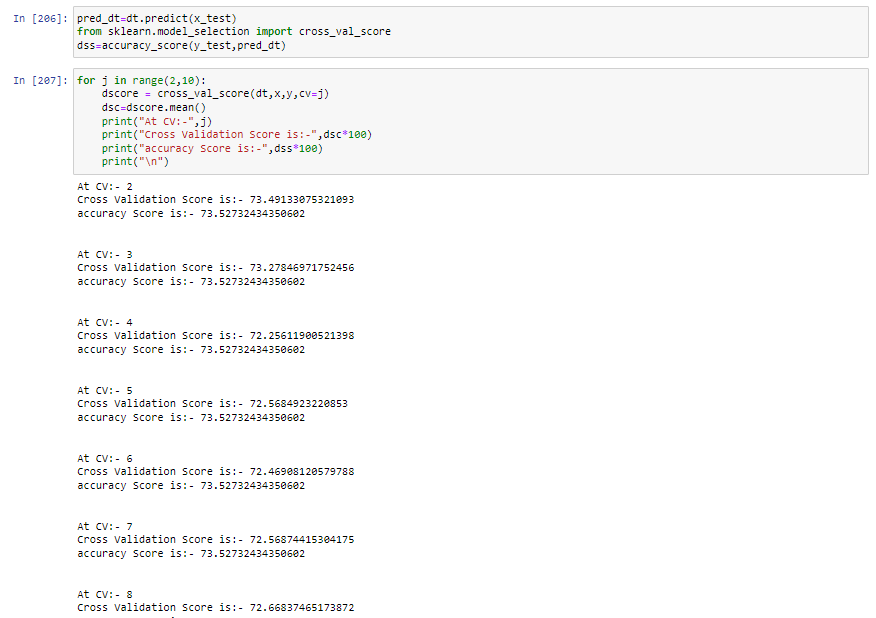 In [206]: pred_dt=dt.predict(x_test)
from sklearn.model_selection import cross_val_score
dss=accuracy_score(y_test,pred_dt)
In [207]: for j in range(2,10):
    dscore = cross_val_score(dt,x,y,cv=j)
    dsc=dscore.mean()
    print("At CV:-",j)
    print("Cross Validation Score is:-",dsc*100)
    print("accuracy Score is:-",dss*100)
    print("\n")
At CV:- 2
Cross Validation Score is:- 73.49133075321093
accuracy Score is:- 73.52732434350602
At CV:- 3
Cross Validation Score is:- 73.27846971752456
accuracy Score is:- 73.52732434350602
At CV:- 4
Cross Validation Score is:- 72.25611900521398
accuracy Score is:- 73.52732434350602
At CV:- 5
Cross Validation Score is:- 72.5684923220853
accuracy Score is:- 73.52732434350602
At CV:- 6
Cross Validation Score is:- 72.46908120579788
accuracy Score is:- 73.52732434350602
At CV:- 7
Cross Validation Score is:- 72.56874415304175
accuracy Score is:- 73.52732434350602
At CV:- 8
Cross Validation Score is:- 72.66837465173872